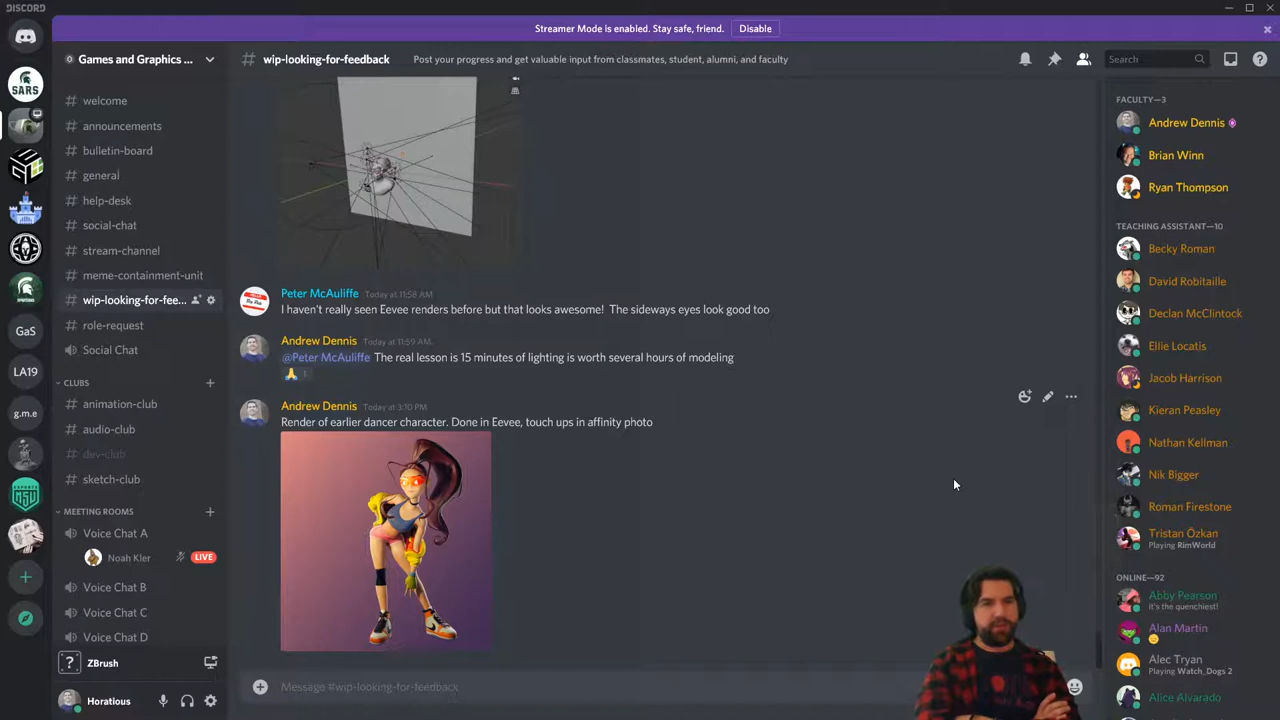 DISCORD
Streamer Mode is enabled. Stay safe, friend.
Disable
SARS
GaS
LA19
g.m.e
Games and Graphics ...
welcome
announcements
bulletin-board
general
help-desk
social-chat
stream-channel
meme-containment-unit
wip-looking-for-fee...
role-request
Social Chat
CLUBS
animation-club
audio-club
dev-club
sketch-club
MEETING ROOMS
Voice Chat A
Noah Kler
LIVE
Voice Chat B
Voice Chat C
Voice Chat D
ZBrush
Horatious
wip-looking-for-feedback
Post your progress and get valuable input from classmates, student, alumni, and faculty
Search
Peter McAuliffe Today at 11:58 AM
I haven't really seen Eevee renders before but that looks awesome! The sideways eyes look good too
Andrew Dennis Today at 11:59 AM
@Peter McAuliffe The real lesson is 15 minutes of lighting is worth several hours of modeling
1
Andrew Dennis Today at 3:10 PM
Render of earlier dancer character. Done in Eevee, touch ups in affinity photo
Message #wip-looking-for-feedback
FACULTY—3
Andrew Dennis
Brian Winn
Ryan Thompson
TEACHING ASSISTANT—10
Becky Roman
David Robitaille
Declan McClintock
Ellie Locatis
Jacob Harrison
Kieran Peasley
Nathan Kellman
Nik Bigger
Roman Firestone
Tristan Özkan
Playing RimWorld
ONLINE—92
Abby Pearson
it's the quenchiest!
Alan Martin
Alec Tryan
Playing Watch_Dogs 2
Alice Alvarado